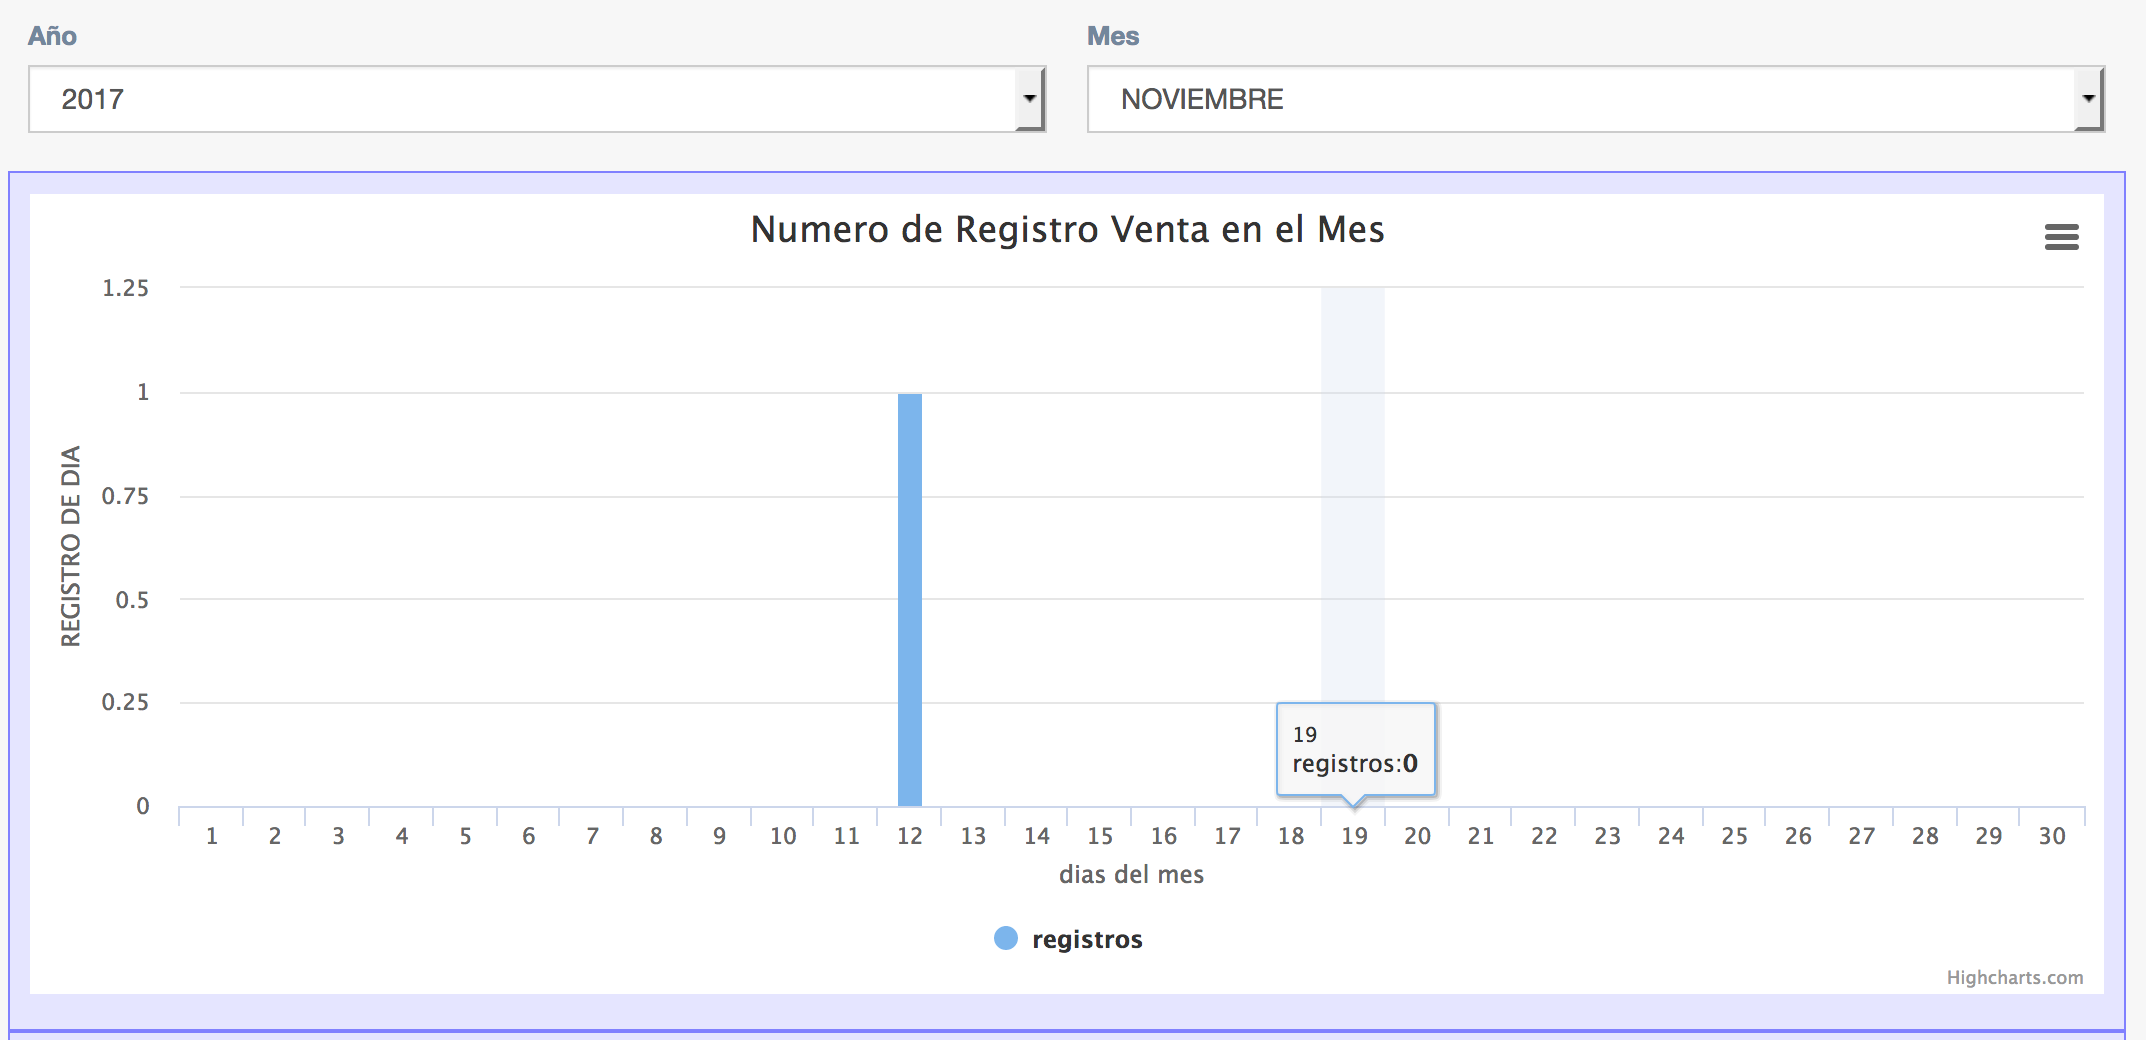 Año
Mes
2017
NOVIEMBRE
Numero de Registro Venta en el Mes
1.25
1
0.75
0.5
0.25
0
REGISTRO DE DIA
19
registros:0
1 2 3 4 5 6 7 8 9 10 11 12 13 14 15 16 17 18 19 20 21 22 23 24 25 26 27 28 29 30
dias del mes
registros
Highcharts.com